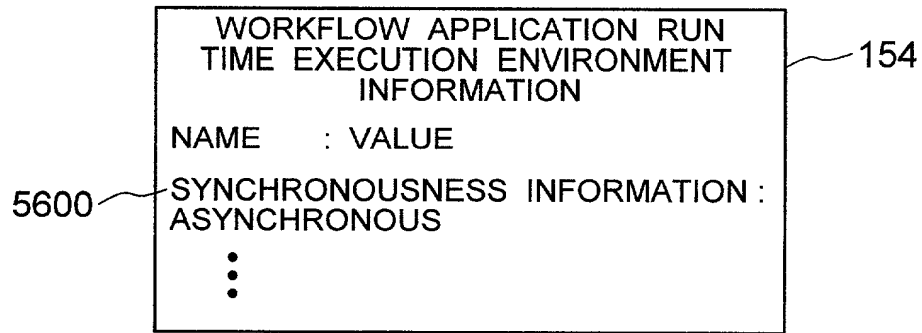 WORKFLOW APPLICATION RUN
TIME EXECUTION ENVIRONMENT
INFORMATION
154
NAME : VALUE
5600
SYNCHRONOUSNESS INFORMATION :
ASYNCHRONOUS